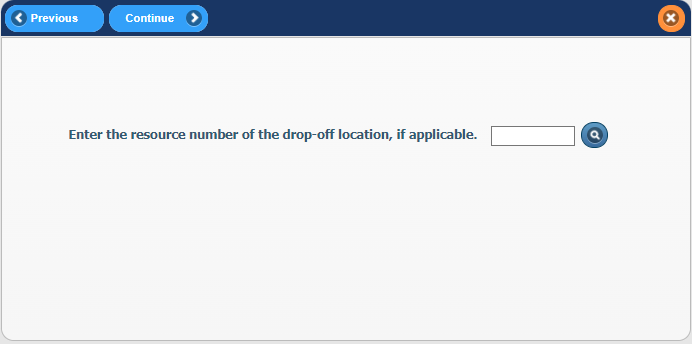 Previous
Continue
Enter the resource number of the drop-off location, if applicable.